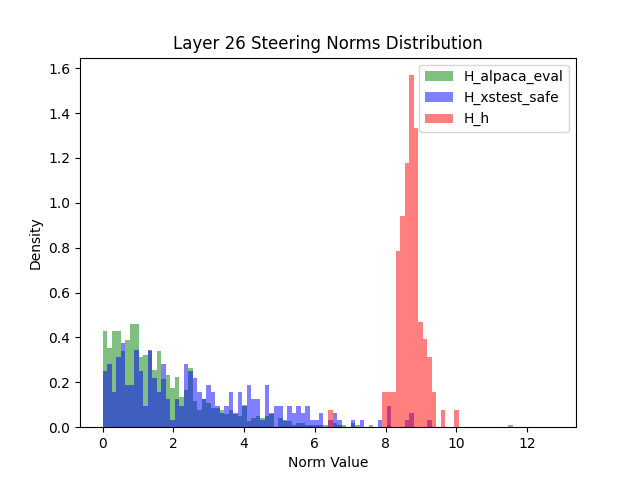 Layer 26 Steering Norms Distribution
H_alpaca_eval
H_xstest_safe
H_h
Density
1.6
1.4
1.2
1.0
0.8
0.6
0.4
0.2
0.0
0
2
4
6
8
10
12
Norm Value